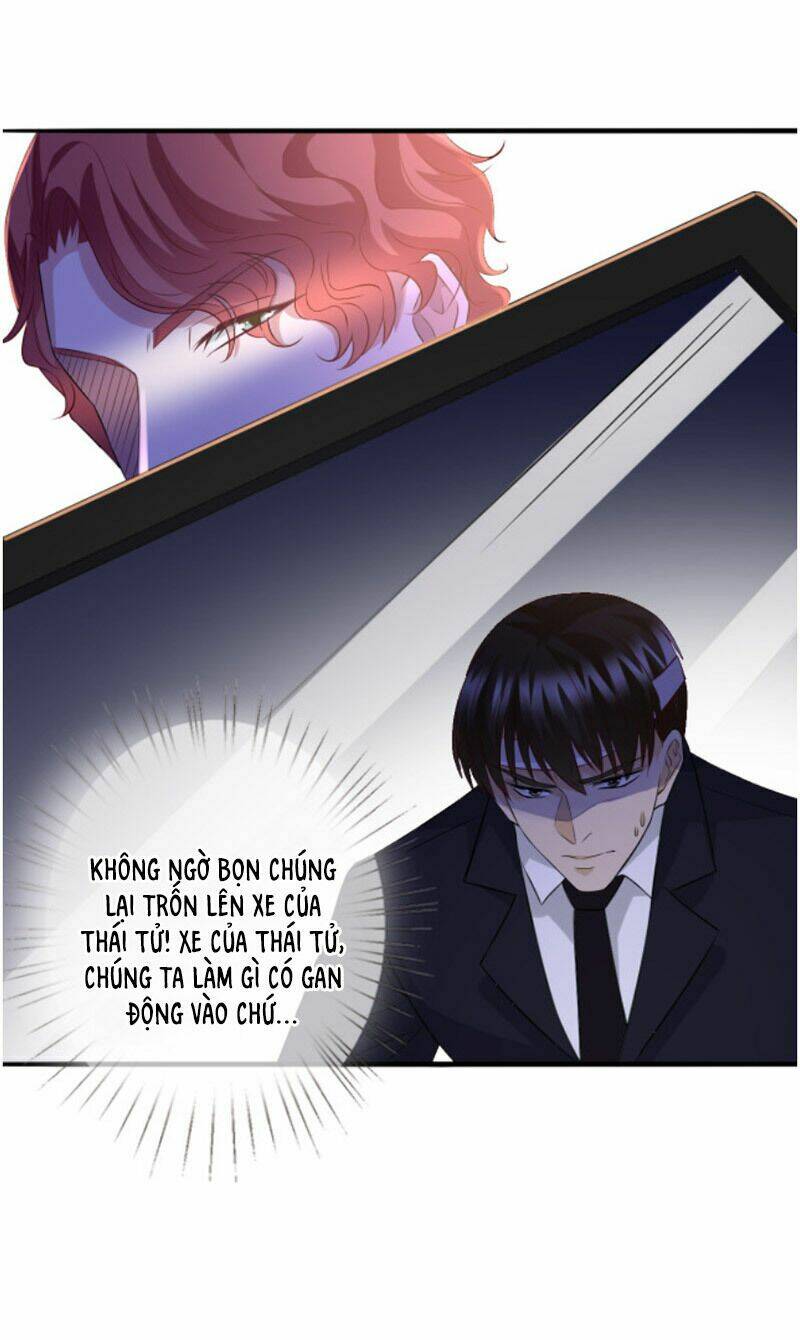 KHÔNG NGỜ BỌN CHÚNG
LẠI TRỐN LÊN XE CỦA
THÁI TỬ! XE CỦA THÁI TỬ,
CHÚNG TA LÀM GÌ CÓ GAN
ĐỘNG VÀO CHỨ...